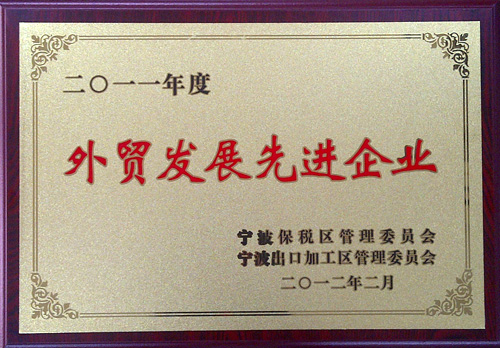 二〇一一年度
外贸发展先进企业
宁波保税区管理委员会
宁波出口加工区管理委员会
二〇一二年二月